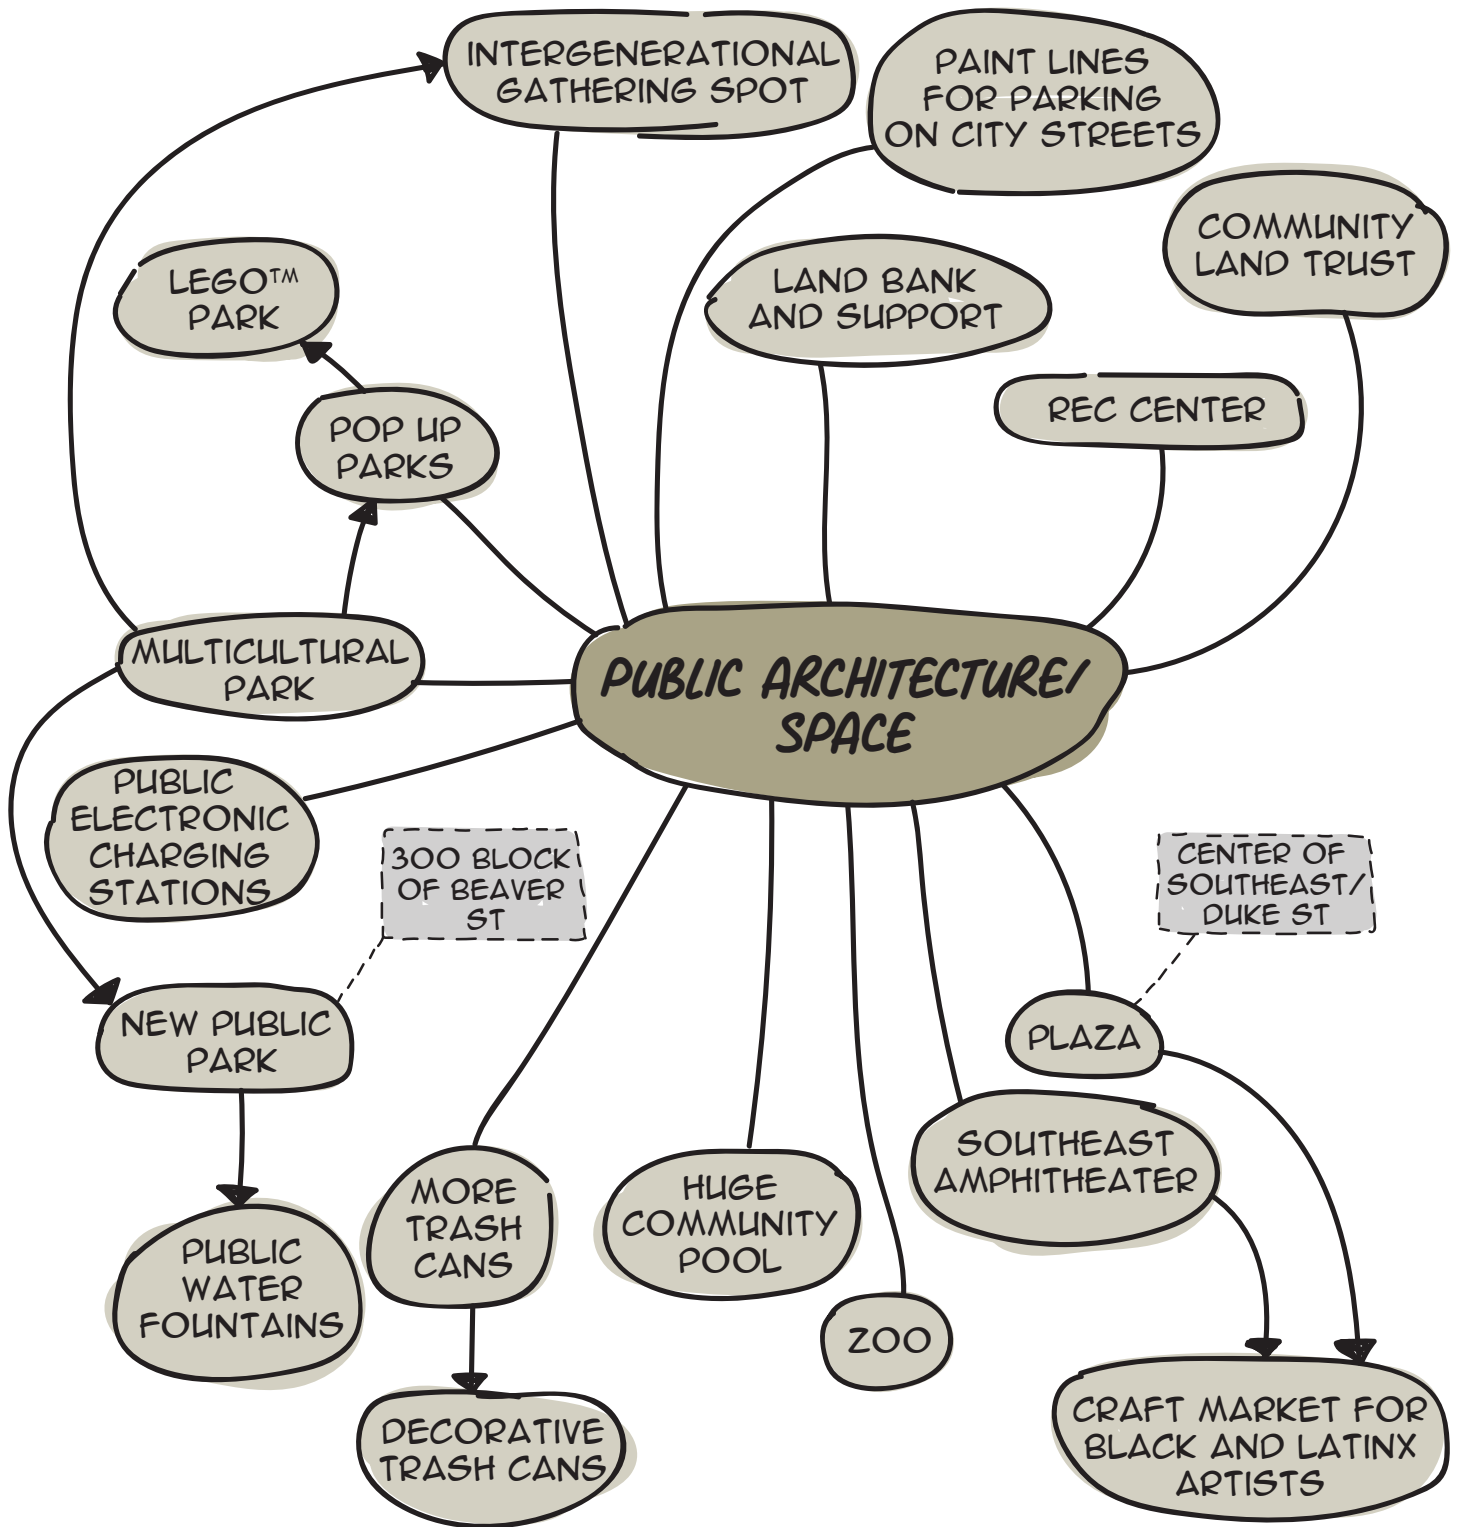 INTERGENERATIONAL
GATHERING SPOT
PAINT LINES
FOR PARKING
ON CITY STREETS
COMMUNITY
LAND TRUST
LEGO™
PARK
LAND BANK
AND SUPPORT
REC CENTER
POP UP
PARKS
MULTICULTURAL
PARK
PUBLIC ARCHITECTURE/
SPACE
PUBLIC
ELECTRONIC
CHARGING
STATIONS
300 BLOCK
OF BEAVER
ST
CENTER OF
SOUTHEAST/
DUKE ST
NEW PUBLIC
PARK
PLAZA
SOUTHEAST
AMPHITHEATER
MORE
TRASH
CANS
HUGE
COMMUNITY
POOL
PUBLIC
WATER
FOUNTAINS
ZOO
DECORATIVE
TRASH CANS
CRAFT MARKET FOR
BLACK AND LATINX
ARTISTS